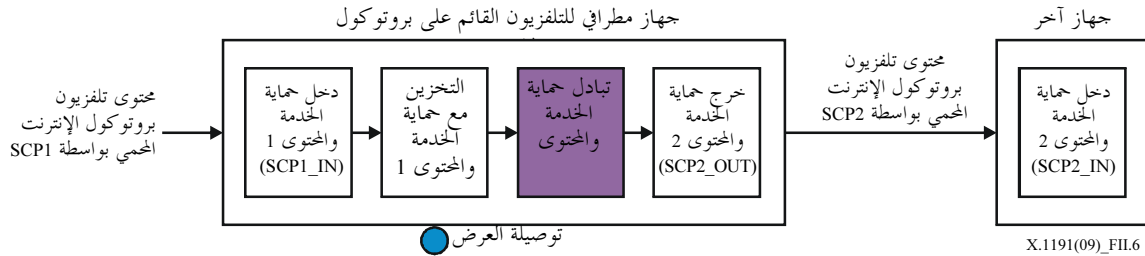 جهاز مطرافي للتلفزيون القائم على بروتوكول
جهاز آخر
محتوى تلفزيون
بروتوكول الإنترنت
المحمي بواسطة SCP1
دخل حماية
الخدمة
والمحتوى 1
(SCP1_IN)
التخزين
مع حماية
الخدمة
والمحتوى 1
تبادل حماية
الخدمة
والمحتوى
خرج حماية
الخدمة
والمحتوى 2
(SCP2_OUT)
محتوى تلفزيون
بروتوكول الإنترنت
المحمي بواسطة SCP2
دخل حماية
الخدمة
والمحتوى 2
(SCP2_IN)
توصيلة العرض
X.1191(09)_FII.6